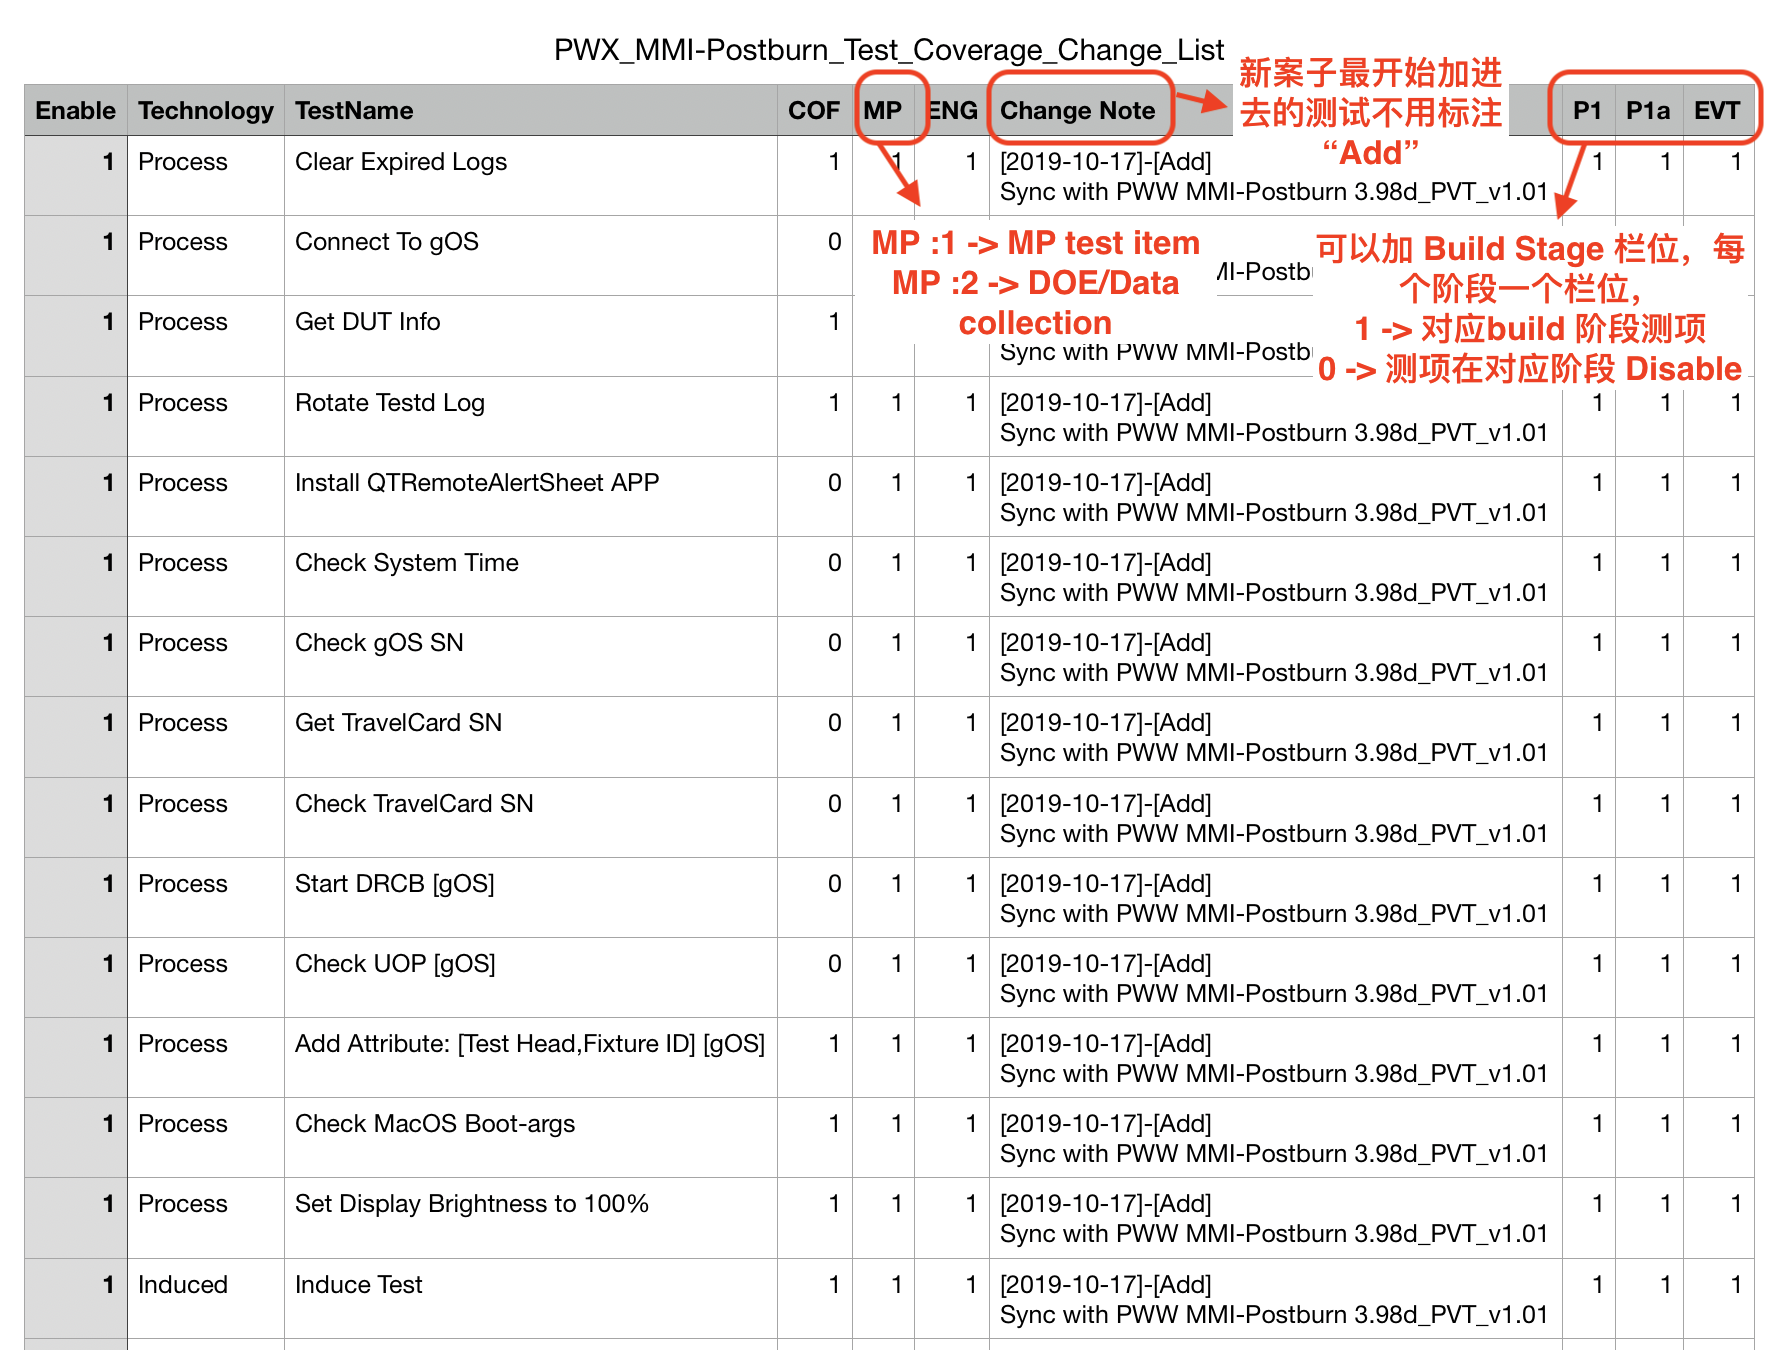 PWX_MMI-Postburn_Test_Coverage_Change_List
新案子最开始加进
去的测试不用标注
“Add”
Enable Technology TestName COF MP ENG Change Note P1 P1a EVT
1 Process Clear Expired Logs 1 1 1 [2019-10-17]-[Add] 1 1 1
Sync with PWW MMI-Postburn 3.98d_PVT_v1.01
MP :1 -> MP test item
MP :2 -> DOE/Data
collection
可以加 Build Stage 栏位，每
个阶段一个栏位，
1 -> 对应build 阶段测项
0 -> 测项在对应阶段 Disable
1 Process Connect To gOS 0
MI-Postb
1 Process Get DUT Info 1
Sync with PWW MMI-Postb
1 Process Rotate Testd Log 1 1 1 [2019-10-17]-[Add] 1 1 1
Sync with PWW MMI-Postburn 3.98d_PVT_v1.01
1 Process Install QTRemoteAlertSheet APP 0 1 1 [2019-10-17]-[Add] 1 1 1
Sync with PWW MMI-Postburn 3.98d_PVT_v1.01
1 Process Check System Time 0 1 1 [2019-10-17]-[Add] 1 1 1
Sync with PWW MMI-Postburn 3.98d_PVT_v1.01
1 Process Check gOS SN 0 1 1 [2019-10-17]-[Add] 1 1 1
Sync with PWW MMI-Postburn 3.98d_PVT_v1.01
1 Process Get TravelCard SN 0 1 1 [2019-10-17]-[Add] 1 1 1
Sync with PWW MMI-Postburn 3.98d_PVT_v1.01
1 Process Check TravelCard SN 0 1 1 [2019-10-17]-[Add] 1 1 1
Sync with PWW MMI-Postburn 3.98d_PVT_v1.01
1 Process Start DRCB [gOS] 0 1 1 [2019-10-17]-[Add] 1 1 1
Sync with PWW MMI-Postburn 3.98d_PVT_v1.01
1 Process Check UOP [gOS] 0 1 1 [2019-10-17]-[Add] 1 1 1
Sync with PWW MMI-Postburn 3.98d_PVT_v1.01
1 Process Add Attribute: [Test Head,Fixture ID] [gOS] 1 1 1 [2019-10-17]-[Add] 1 1 1
Sync with PWW MMI-Postburn 3.98d_PVT_v1.01
1 Process Check MacOS Boot-args 1 1 1 [2019-10-17]-[Add] 1 1 1
Sync with PWW MMI-Postburn 3.98d_PVT_v1.01
1 Process Set Display Brightness to 100% 1 1 1 [2019-10-17]-[Add] 1 1 1
Sync with PWW MMI-Postburn 3.98d_PVT_v1.01
1 Induced Induce Test 1 1 1 [2019-10-17]-[Add] 1 1 1
Sync with PWW MMI-Postburn 3.98d_PVT_v1.01